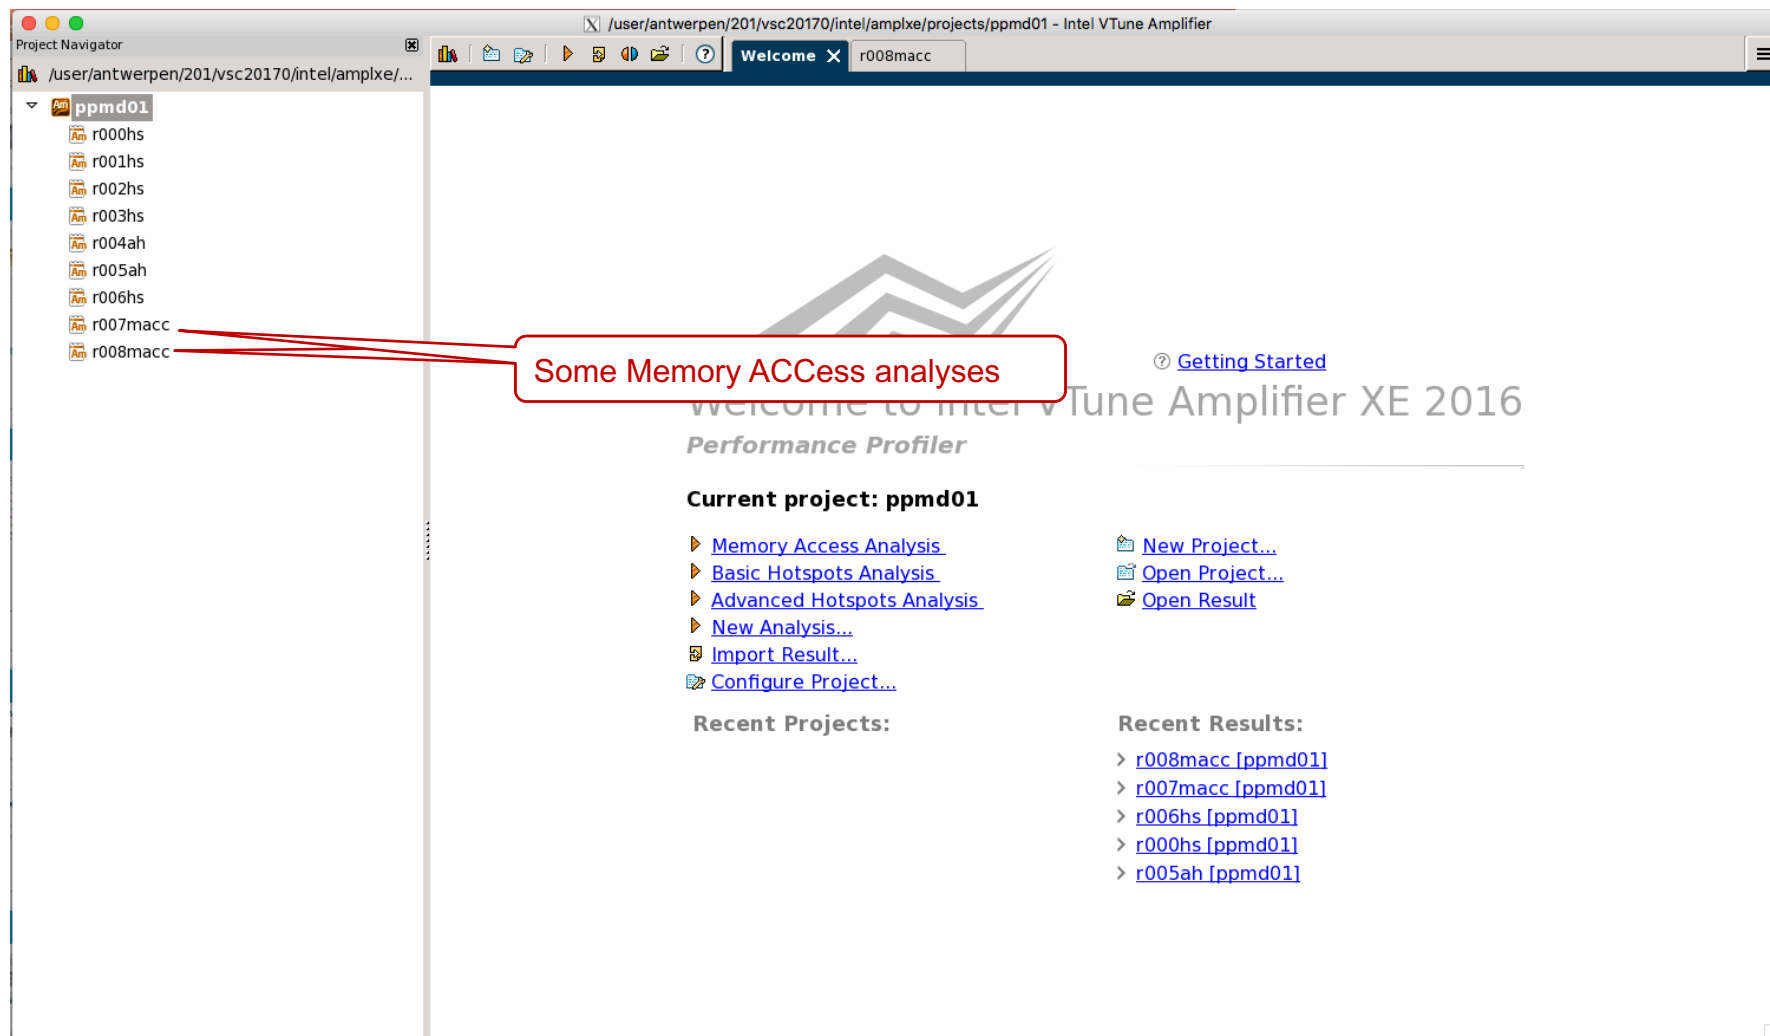 /user/antwerpen/201/vsc20170/intel/amplxe/projects/ppmd01 - Intel VTune Amplifier
Project Navigator
/user/antwerpen/201/vsc20170/intel/amplxe/...
Welcome
r008macc
ppmd01
r000hs
r001hs
r002hs
r003hs
r004ah
r005ah
r006hs
r007macc
r008macc
Some Memory ACCess analyses
Getting Started
Welcome to Intel VTune Amplifier XE 2016
Performance Profiler
Current project: ppmd01
Memory Access Analysis
Basic Hotspots Analysis
Advanced Hotspots Analysis
New Analysis...
Import Result...
Configure Project...
New Project...
Open Project...
Open Result
Recent Projects:
Recent Results:
r008macc [ppmd01]
r007macc [ppmd01]
r006hs [ppmd01]
r000hs [ppmd01]
r005ah [ppmd01]